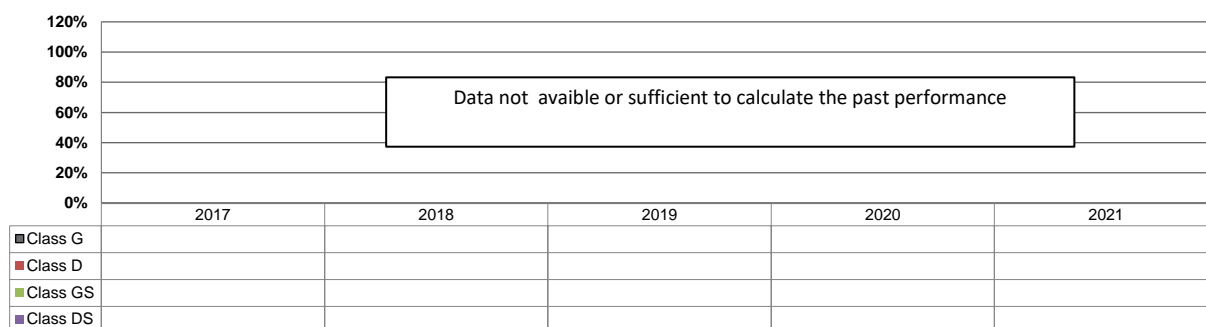 120%
100%
80%
60%
40%
20%
0%
Data not  avaible or sufficient to calculate the past performance
2017 2018 2019 2020 2021
Class G
Class D
Class GS
Class DS